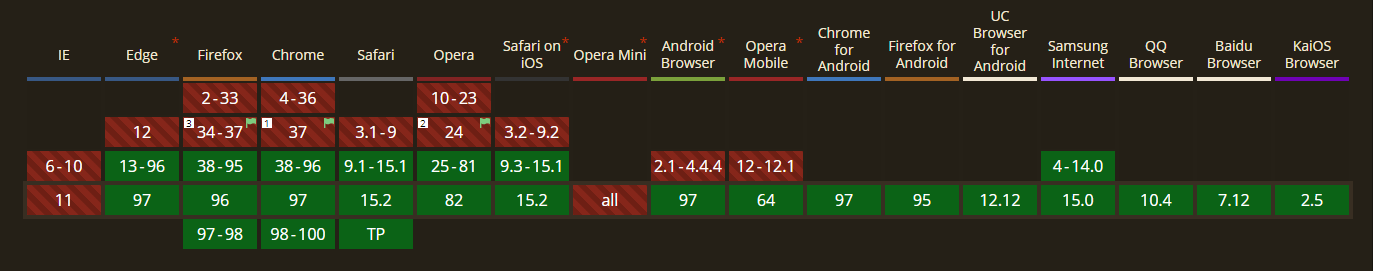 IE Edge * Firefox Chrome Safari Opera * Safari on iOS * Opera Mini * Android Browser * Opera Mobile * Chrome for Android Firefox for Android UC Browser for Android Samsung Internet QQ Browser Baidu Browser KaiOS Browser
2-33 4-36 10-23
12 3 34-37 1 37 3.1-9 2 24 3.2-9.2
6-10 13-96 38-95 38-96 9.1-15.1 25-81 9.3-15.1 2.1-4.4.4 12-12.1 4-14.0
11 97 96 97 15.2 82 15.2 all 97 64 97 95 12.12 15.0 10.4 7.12 2.5
97-98 98-100 TP